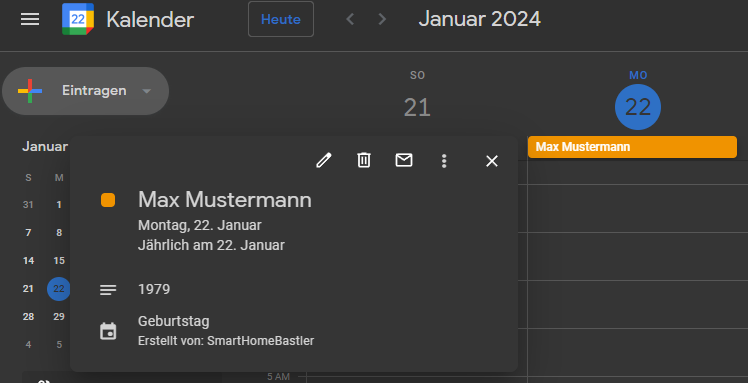 22 Kalender Heute Januar 2024
Eintragen
SO
MO
21
22
Max Mustermann
Januar
S M
31 1
7 8
14 15
21 22
28 29
4 5
Max Mustermann
Montag, 22. Januar
Jährlich am 22. Januar
1979
Geburtstag
Erstellt von: SmartHomeBastler
5 AM